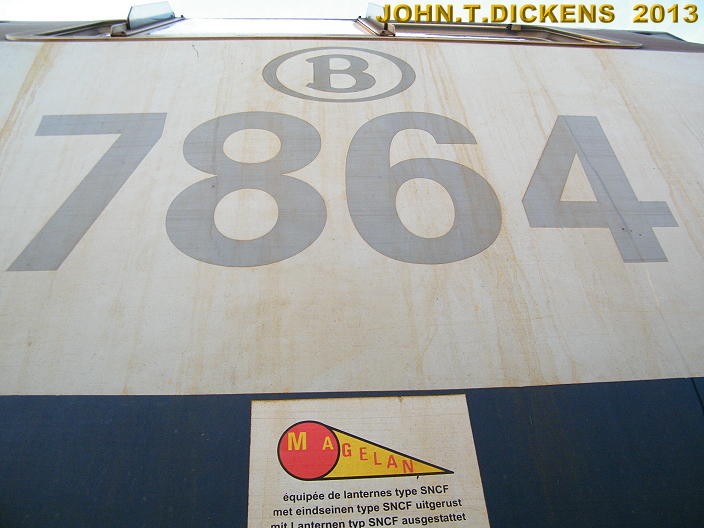 JOHN.T.DICKENS 2013
B
7864
MAGELAN
équipée de lanternes type SNCF
met eindseinen type SNCF uitgerust
mit Lanternen typ SNCF ausgestattet